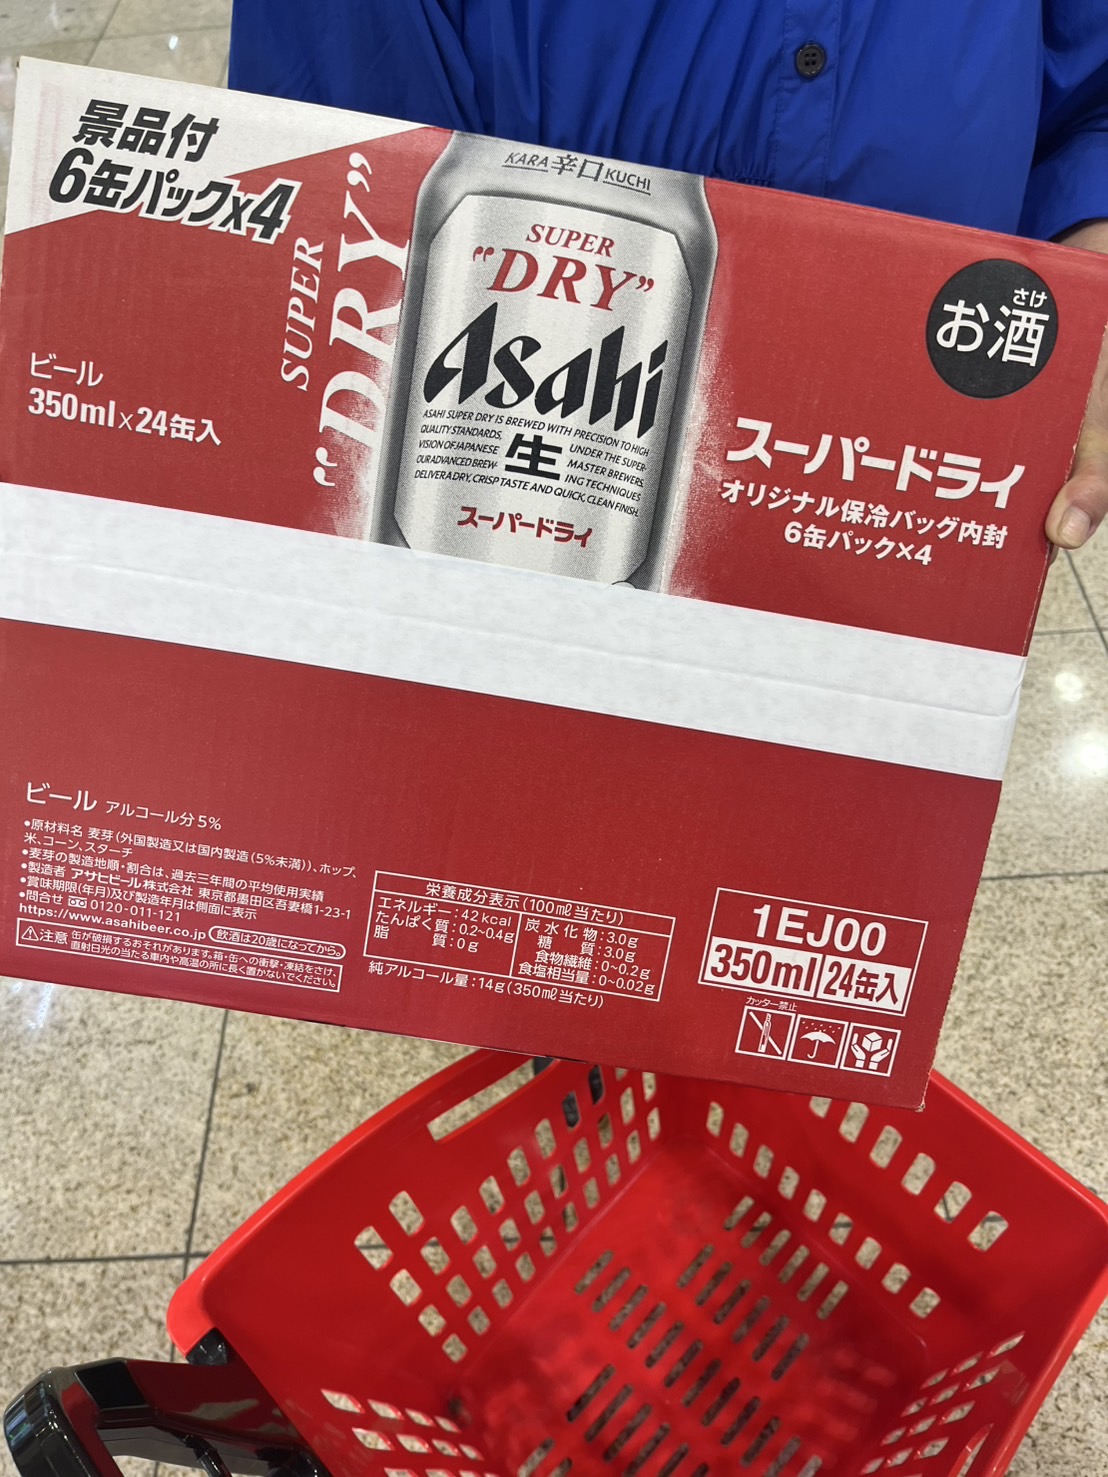 景品付
6缶パック×4
SUPER
"DRY"
KARA 辛口 KUCHI
SUPER
"DRY"
Asahi
ASAHI SUPER DRY IS BREWED WITH PRECISION TO HIGH
QUALITY STANDARDS, UNDER THE SUPER-
VISION OF JAPANESE MASTER BREWERS.
OUR ADVANCED BREW- ING TECHNIQUES
DELIVER A DRY, CRISP TASTE AND QUICK, CLEAN FINISH.
生
スーパードライ
さけ
お酒
ビール
350ml×24缶入
スーパードライ
オリジナル保冷バッグ内封
6缶パック×4
ビール アルコール分5%
•原材料名 麦芽(外国製造又は国内製造(5%未満))、ホップ、
米、コーン、スターチ
•麦芽の製造地順・割合は、過去三年間の平均使用実績
•製造者 アサヒビール株式会社 東京都墨田区吾妻橋1-23-1
•賞味期限(年月)及び製造年月は側面に表示
•問合せ 0120-011-121
https://www.asahibeer.co.jp 飲酒は20歳になってから。
注意 缶が破損するおそれがあります。箱・缶への衝撃・凍結をさけ、
直射日光の当たる車内や高温の所に長く置かないでください。
栄養成分表示(100ml当たり)
エネルギー:42kcal
たんぱく質:0.2~0.4g
脂質:0g
炭水化物:3.0g
糖質:3.0g
食物繊維:0~0.2g
食塩相当量:0~0.02g
純アルコール量:14g(350ml当たり)
1EJ00
350ml 24缶入
カッター禁止